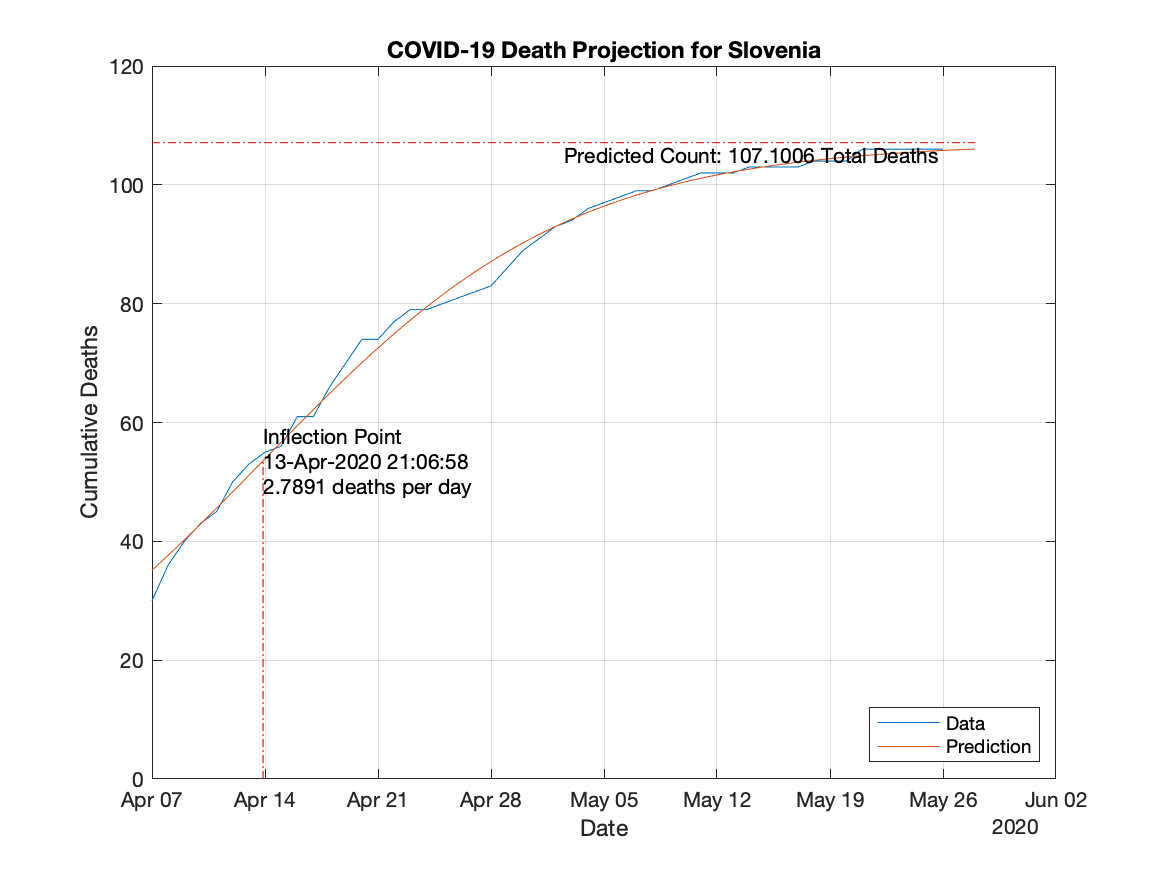 COVID-19 Death Projection for Slovenia
120
100
80
60
40
20
0
Cumulative Deaths
Predicted Count: 107.1006 Total Deaths
Inflection Point
13-Apr-2020 21:06:58
2.7891 deaths per day
Data
Prediction
Apr 07 Apr 14 Apr 21 Apr 28 May 05 May 12 May 19 May 26 Jun 02
Date
2020